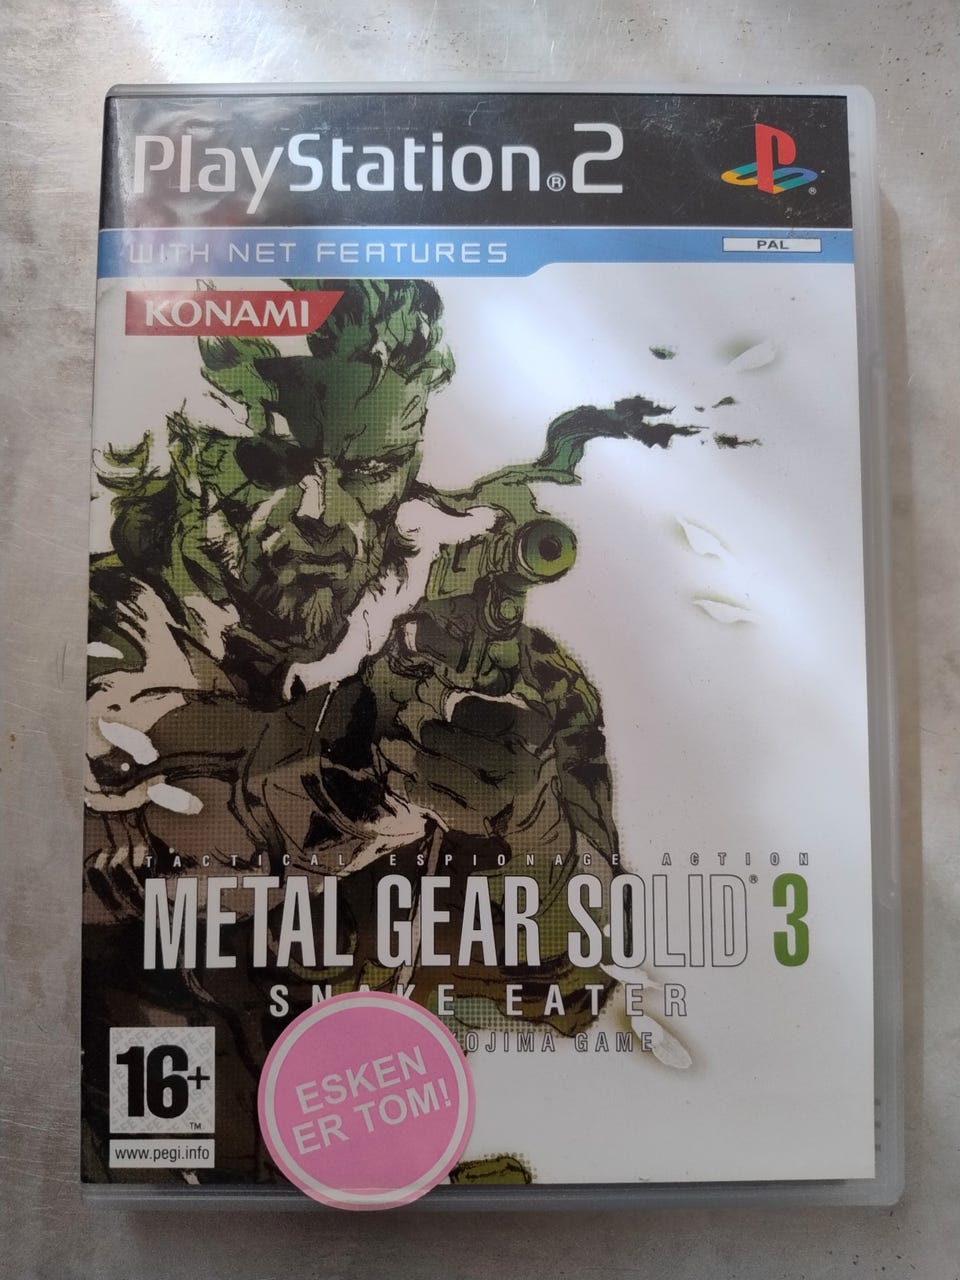 PlayStation®2
WITH NET FEATURES
PAL
KONAMI
TACTICAL ESPIONAGE ACTION
METAL GEAR SOLID® 3
SNAKE EATER
OJIMA GAME
16+
TM
www.pegi.info
ESKEN
ER TOM!